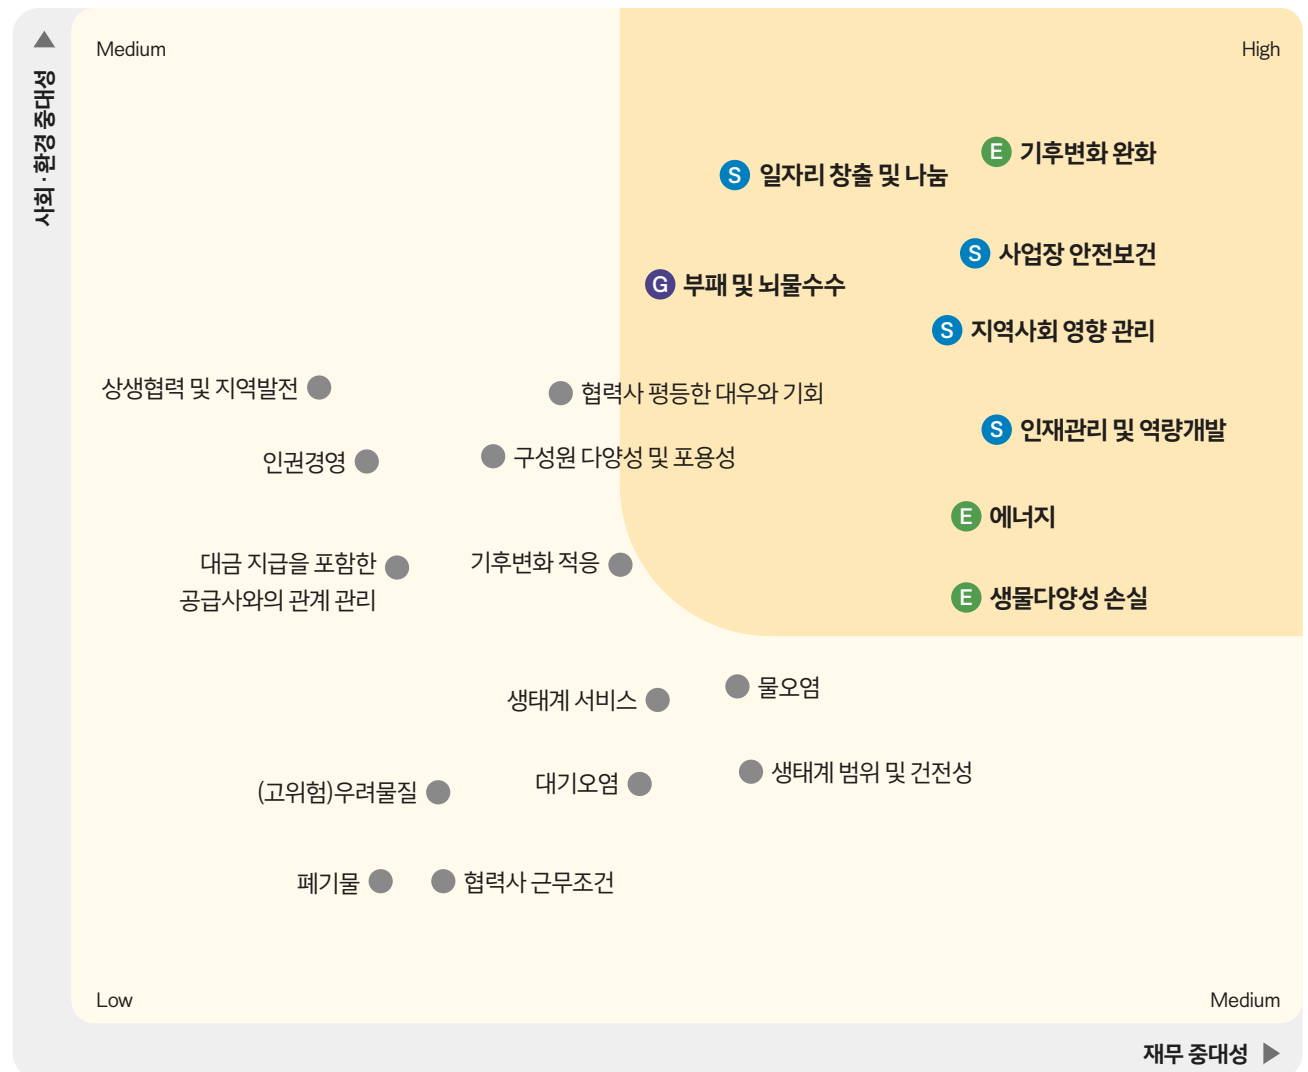 Medium
High
사회·환경 중대성
E 기후변화 완화
S 일자리 창출 및 나눔
S 사업장 안전보건
G 부패 및 뇌물수수
S 지역사회 영향 관리
상생협력 및 지역발전
협력사 평등한 대우와 기회
S 인재관리 및 역량개발
인권경영
구성원 다양성 및 포용성
E 에너지
대금 지급을 포함한
공급사와의 관계 관리
기후변화 적응
E 생물다양성 손실
생태계 서비스
물오염
생태계 범위 및 건전성
대기오염
(고위험)우려물질
폐기물
협력사 근무조건
Low
Medium
재무 중대성